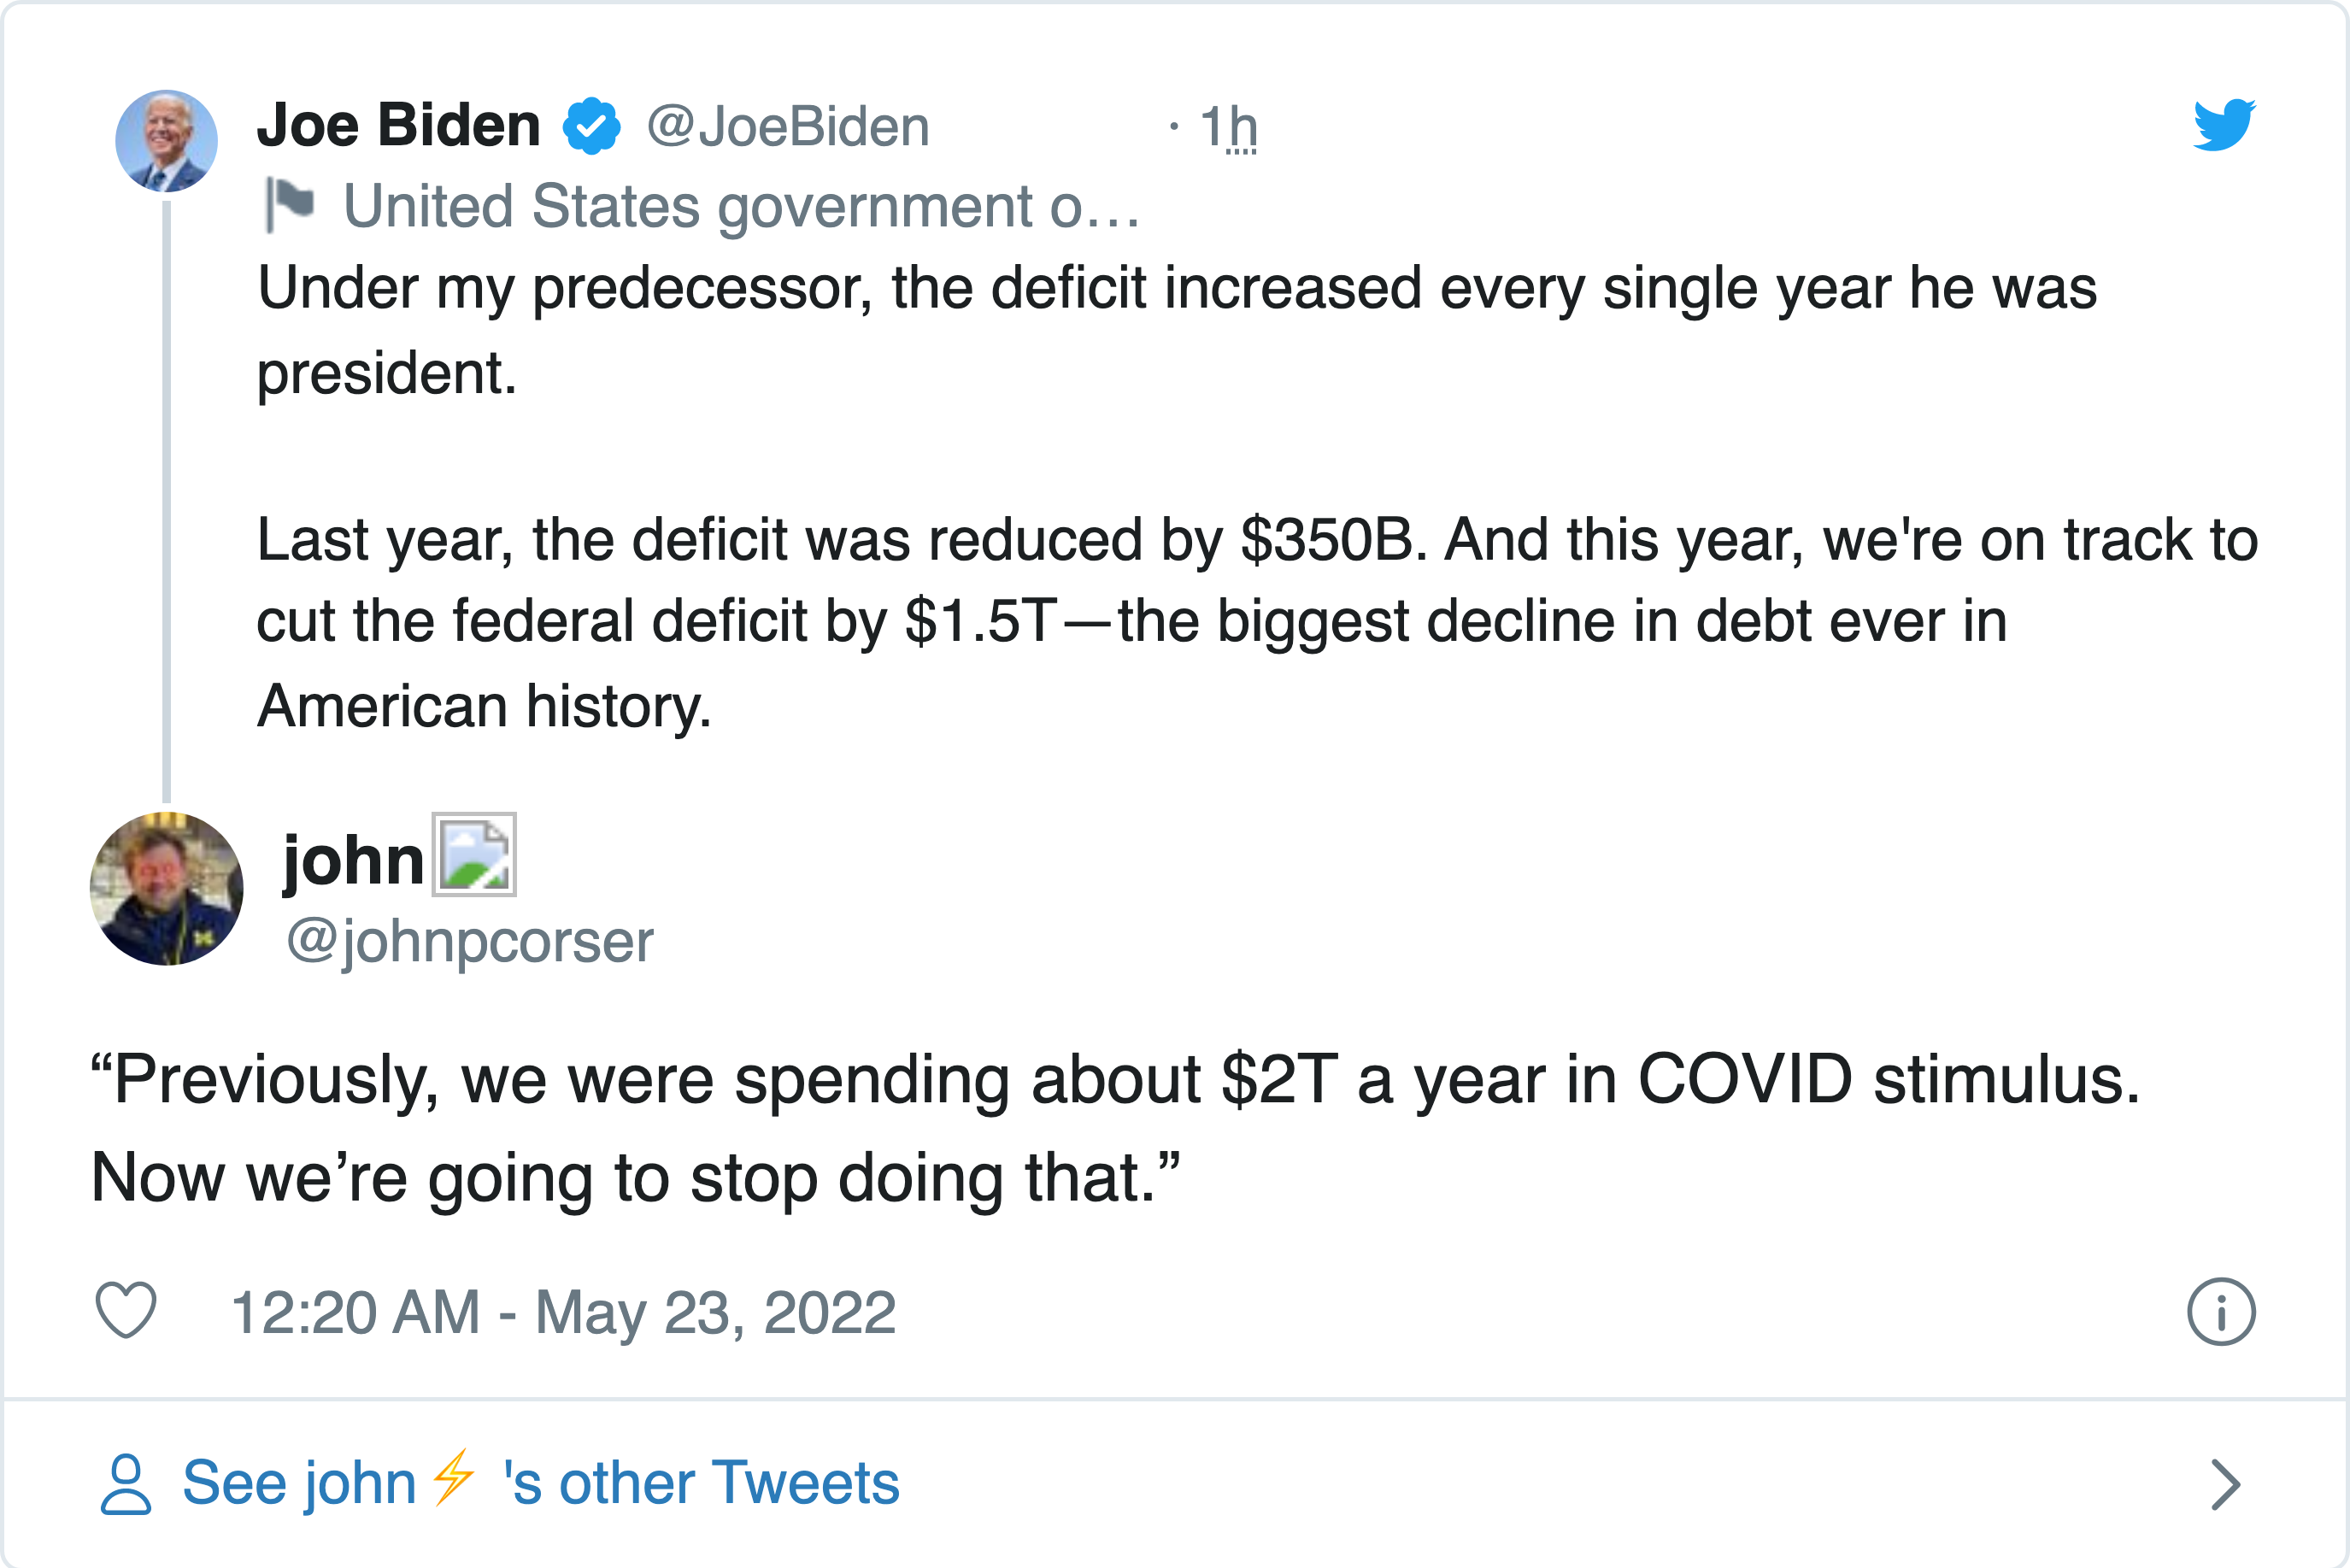 Joe Biden @JoeBiden · 1h
United States government o…
Under my predecessor, the deficit increased every single year he was
president.
Last year, the deficit was reduced by $350B. And this year, we're on track to
cut the federal deficit by $1.5T—the biggest decline in debt ever in
American history.
john
@johnpcorser
“Previously, we were spending about $2T a year in COVID stimulus.
Now we’re going to stop doing that.”
12:20 AM - May 23, 2022
See john⚡ 's other Tweets